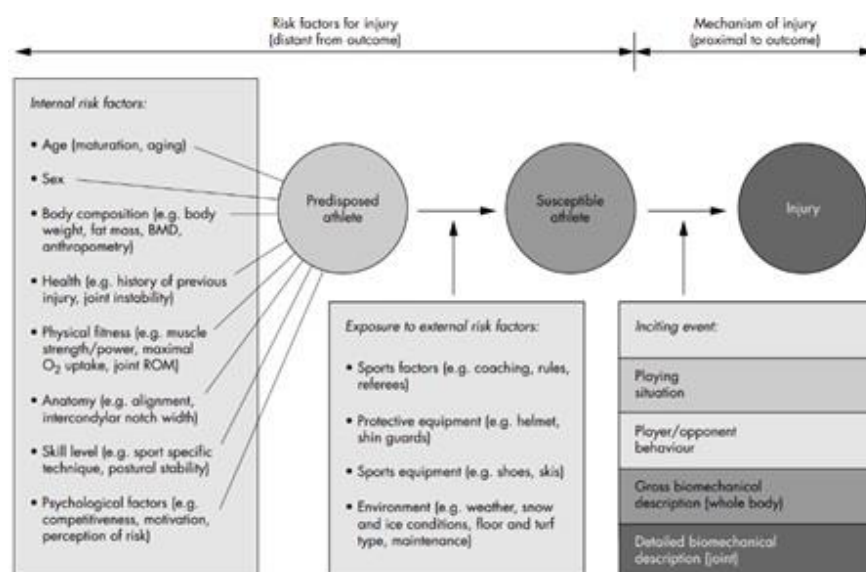 Risk factors for injury
(distant from outcome)
Mechanism of injury
(proximal to outcome)
Internal risk factors:
• Age (maturation, aging)
• Sex
• Body composition (e.g. body
weight, fat mass, BMD,
anthropometry)
• Health (e.g. history of previous
injury, joint instability)
• Physical fitness (e.g. muscle
strength/power, maximal
O2 uptake, joint ROM)
• Anatomy (e.g. alignment,
intercondylar notch width)
• Skill level (e.g. sport specific
technique, postural stability)
• Psychological factors (e.g.
competitiveness, motivation,
perception of risk)
Predisposed
athlete
Susceptible
athlete
Injury
Exposure to external risk factors:
• Sports factors (e.g. coaching, rules,
referees)
• Protective equipment (e.g. helmet,
shin guards)
• Sports equipment (e.g. shoes, skis)
• Environment (e.g. weather, snow
and ice conditions, floor and turf
type, maintenance)
Inciting event:
Playing
situation
Player/opponent
behaviour
Gross biomechanical
description (whole body)
Detailed biomechanical
description (joint)